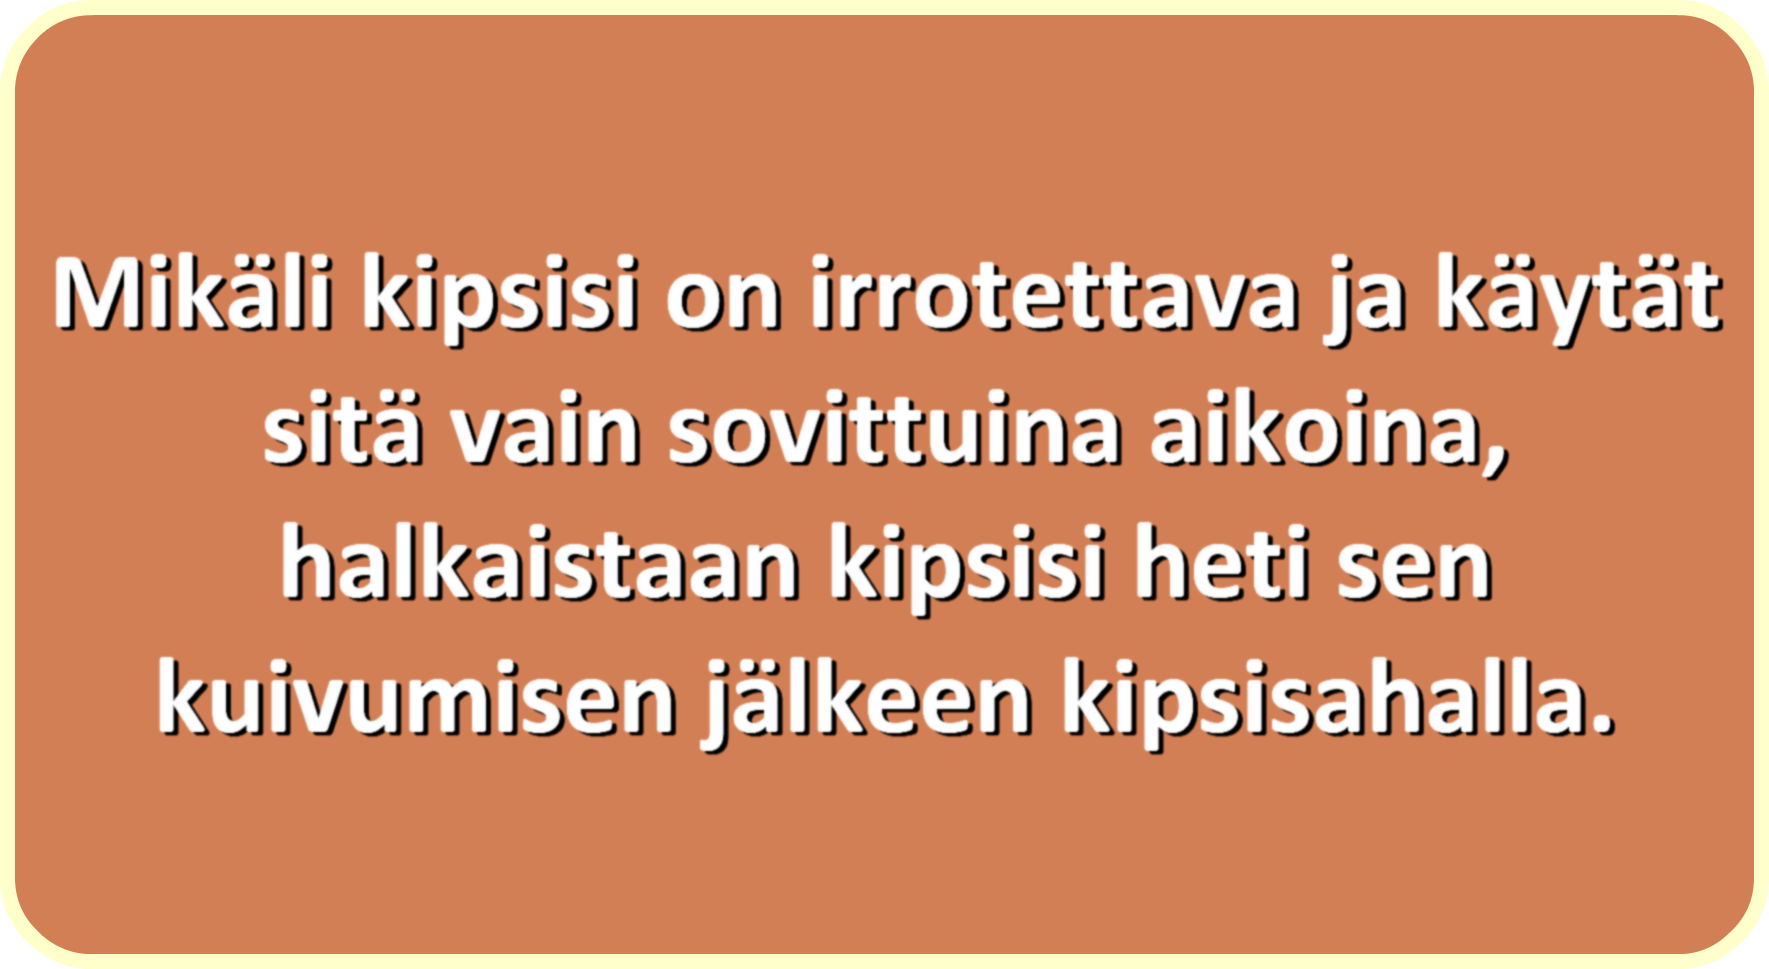 Mikäli kipsisi on irrotettava ja käytät
sitä vain sovittuina aikoina,
halkaistaan kipsisi heti sen
kuivumisen jälkeen kipsisahalla.